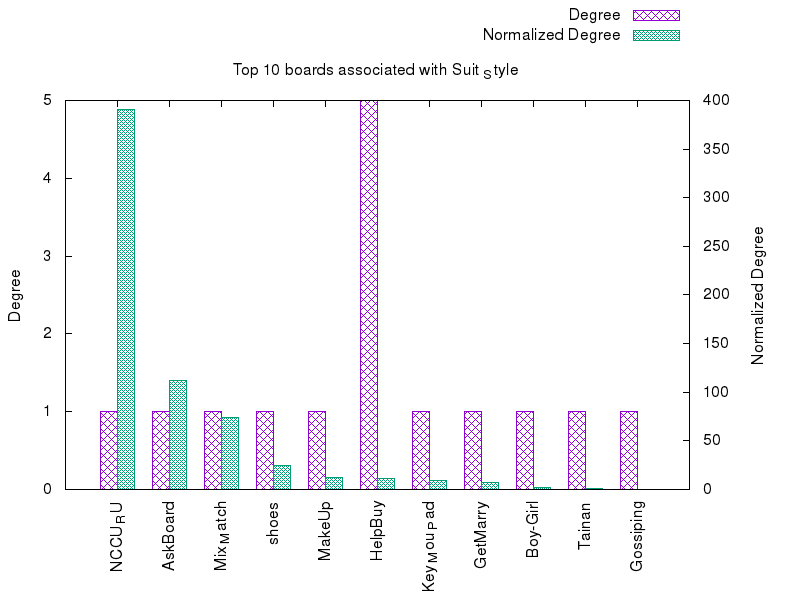 Degree
Normalized Degree
Top 10 boards associated with Suit_Style
5
4
3
2
1
0
Degree
400
350
300
250
200
150
100
50
0
Normalized Degree
NCCU_RU
AskBoard
Mix_Match
shoes
MakeUp
HelpBuy
Key_Mou_Pad
GetMarry
Boy-Girl
Tainan
Gossiping